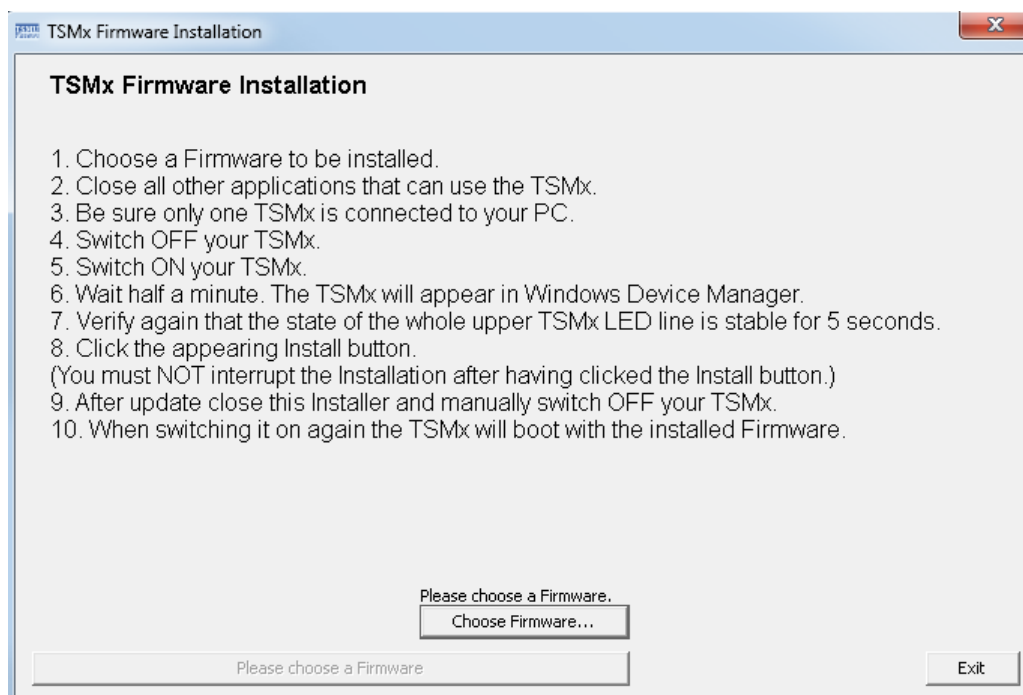 TSMx Firmware Installation
TSMx Firmware Installation
1. Choose a Firmware to be installed.
2. Close all other applications that can use the TSMx.
3. Be sure only one TSMx is connected to your PC.
4. Switch OFF your TSMx.
5. Switch ON your TSMx.
6. Wait half a minute. The TSMx will appear in Windows Device Manager.
7. Verify again that the state of the whole upper TSMx LED line is stable for 5 seconds.
8. Click the appearing Install button.
(You must NOT interrupt the Installation after having clicked the Install button.)
9. After update close this Installer and manually switch OFF your TSMx.
10. When switching it on again the TSMx will boot with the installed Firmware.
Please choose a Firmware.
Choose Firmware...
Please choose a Firmware
Exit